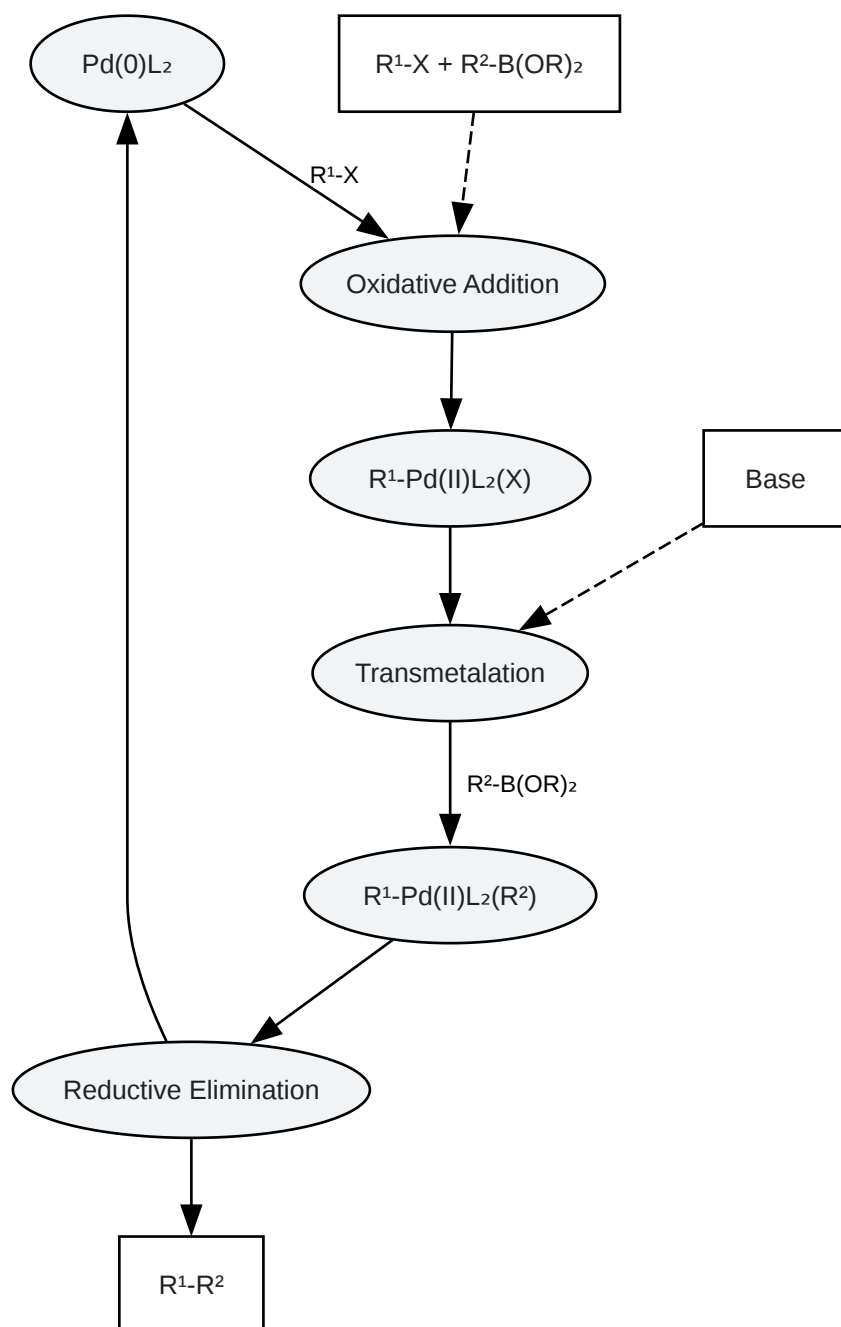 Pd(0)L₂
R¹-X + R²-B(OR)₂
R¹-X
Oxidative Addition
R¹-Pd(II)L₂(X)
Base
Transmetalation
R²-B(OR)₂
R¹-Pd(II)L₂(R²)
Reductive Elimination
R¹-R²